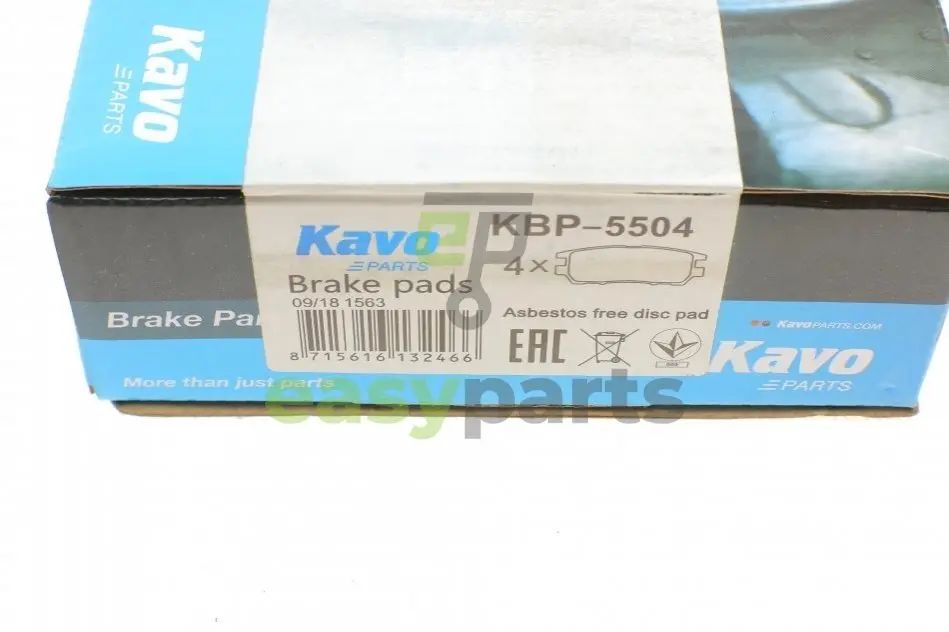 Kavo
PARTS
Kavo
PARTS
KBP-5504
4×
Brake pads
09/18 1563
Asbestos free disc pad
8 715616 132466
EAC
Brake Pa
More than just parts
KAVOPARTS.COM
Kavo
PARTS
easyparts